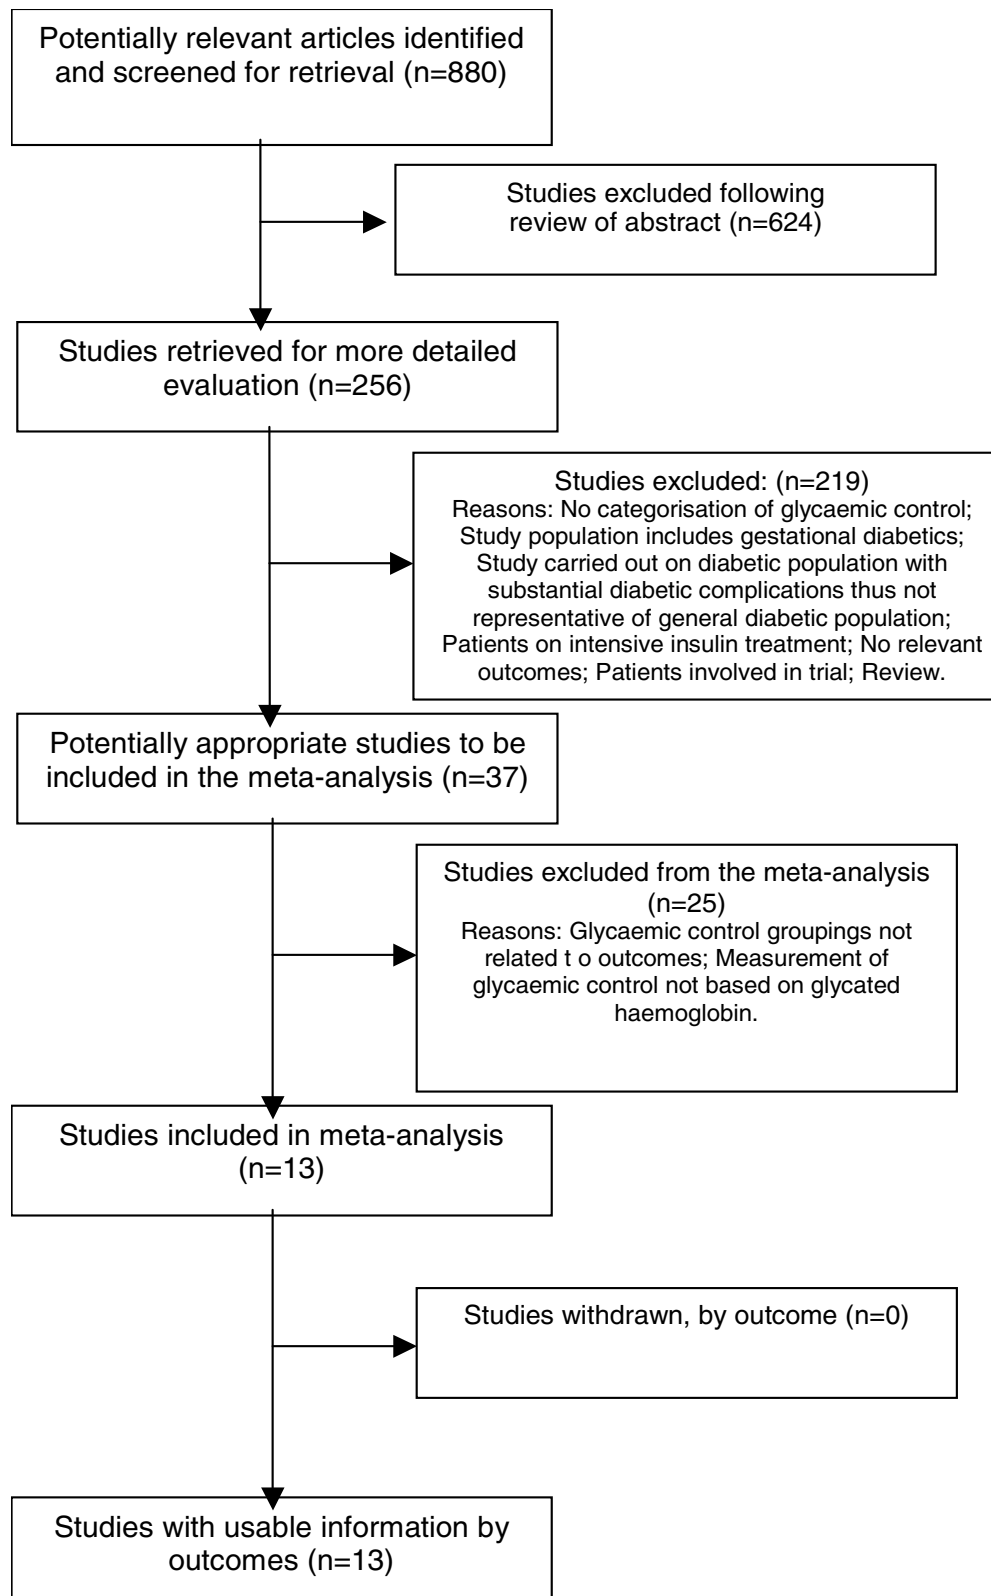 Potentially relevant articles identified
and screened for retrieval (n=880)
Studies excluded following
review of abstract (n=624)
Studies retrieved for more detailed
evaluation (n=256)
Studies excluded: (n=219)
Reasons: No categorisation of glycaemic control;
Study population includes gestational diabetics;
Study carried out on diabetic population with
substantial diabetic complications thus not
representative of general diabetic population;
Patients on intensive insulin treatment; No relevant
outcomes; Patients involved in trial; Review.
Potentially appropriate studies to be
included in the meta-analysis (n=37)
Studies excluded from the meta-analysis
(n=25)
Reasons: Glycaemic control groupings not
related t o outcomes; Measurement of
glycaemic control not based on glycated
haemoglobin.
Studies included in meta-analysis
(n=13)
Studies withdrawn, by outcome (n=0)
Studies with usable information by
outcomes (n=13)